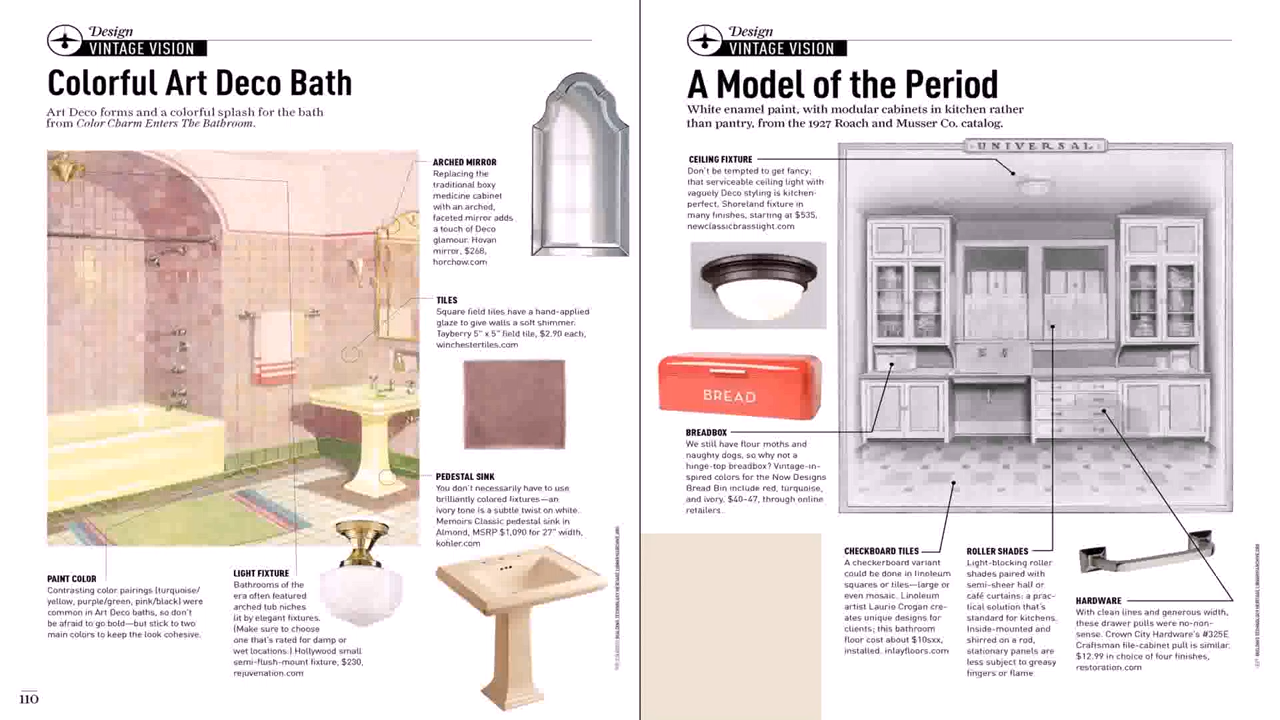 Design
VINTAGE VISION
Colorful Art Deco Bath
Art Deco forms and a colorful splash for the bath
from Color Charm Enters The Bathroom.
ARCHED MIRROR
Replacing the
traditional boxy
medicine cabinet
with an arched,
faceted mirror adds
a touch of Deco
glamour. Hovan
mirror, $268,
horchow.com
TILES
Square field tiles have a hand-applied
glaze to give walls a soft shimmer.
Tayberry 5" x 5" field tile, $2.90 each,
winchestertiles.com
PEDESTAL SINK
You don't necessarily have to use
brilliantly colored fixtures—an
ivory tone is a subtle twist on white.
Memoirs Classic pedestal sink in
Almond, MSRP $1,090 for 27" width,
kohler.com
PAINT COLOR
Contrasting color pairings (turquoise/
yellow, purple/green, pink/black) were
common in Art Deco baths, so don't
be afraid to go bold—but stick to two
main colors to keep the look cohesive.
LIGHT FIXTURE
Bathrooms of the
era often featured
arched tub niches
lit by elegant fixtures.
(Make sure to choose
one that's rated for damp or
wet locations.) Hollywood small
semi-flush-mount fixture, $230,
rejuvenation.com
110
Design
VINTAGE VISION
A Model of the Period
White enamel paint, with modular cabinets in kitchen rather
than pantry, from the 1927 Roach and Musser Co. catalog.
UNIVERSAL
CEILING FIXTURE
Don't be tempted to get fancy;
that serviceable ceiling light with
vaguely Deco styling is kitchen-
perfect. Shoreland fixture in
many finishes, starting at $535,
newclassicbrasslight.com
BREAD
BREADBOX
We still have flour moths and
naughty dogs, so why not a
hinge-top breadbox? Vintage-in-
spired colors for the Now Designs
Bread Bin include red, turquoise,
and ivory, $40–47, through online
retailers.
CHECKBOARD TILES
A checkerboard variant
could be done in linoleum
squares or tiles—large or
even mosaic. Linoleum
artist Laurie Crogan cre-
ates unique designs for
clients; this bathroom
floor cost about $10sxx,
installed. inlayfloors.com
ROLLER SHADES
Light-blocking roller
shades paired with
semi-sheer half or
café curtains: a prac-
tical solution that's
standard for kitchens.
Inside-mounted and
shirred on a rod,
stationary panels are
less subject to greasy
fingers or flame.
HARDWARE
With clean lines and generous width,
these drawer pulls were no-non-
sense. Crown City Hardware's #325E
Craftsman file-cabinet pull is similar.
$12.99 in choice of four finishes,
restoration.com